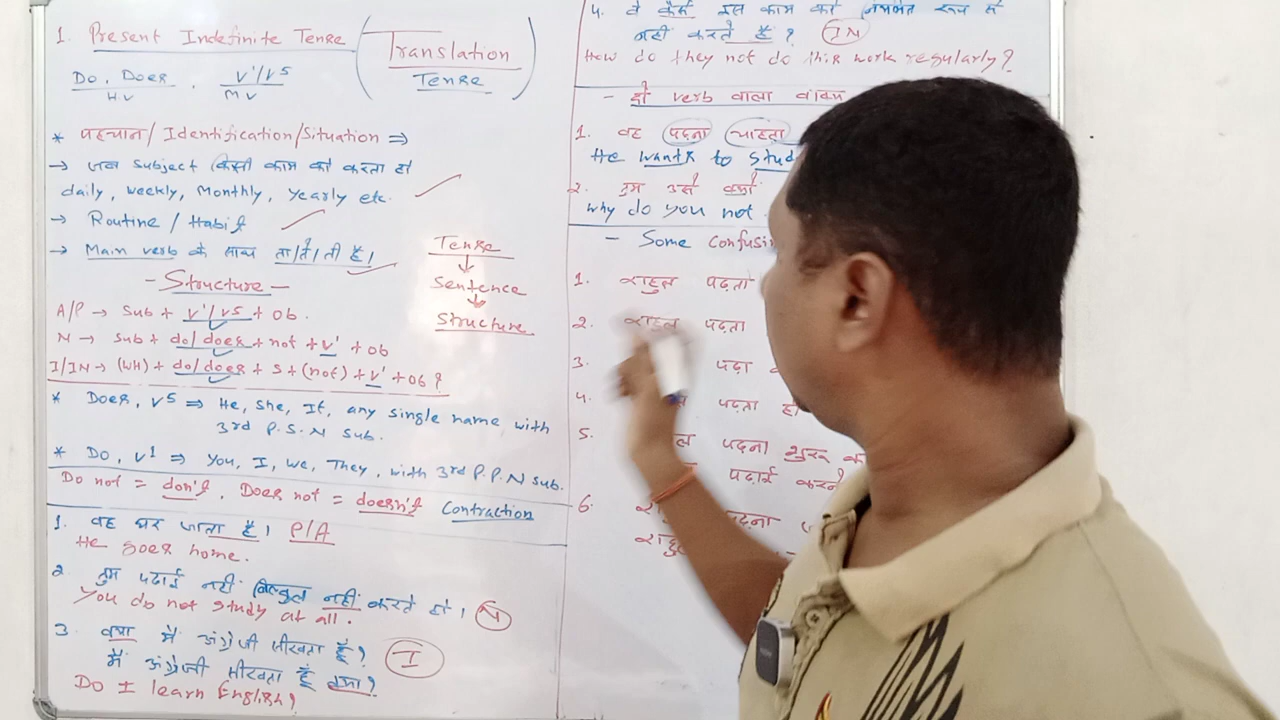 1. Present Indefinite Tense
(Translation
Tense)
Do, Does
HV
V¹/V5
MV
* पहचान/Identification/Situation ⇒
→ जब Subject किसी काम को करता हो
daily, weekly, Monthly, Yearly etc.
→ Routine / Habit
→ Main verb के साथ ता/ते/ती है।
- Structure -
A/P → Sub + V¹/V5 + Ob.
N → Sub + do/does + not + V¹ + Ob
I/IN → (WH) + do/does + S + (not) + V¹ + Ob ?
Tense
↓
Sentence
↓
Structure
* Does, V5 ⇒ He, She, It, any single name with
3rd P.S.N Sub.
* Do, V1 ⇒ You, I, We, They, with 3rd P.P.N Sub.
Do not = don't, Does not = doesn't Contraction
1. वह घर जाता है। P/A
He goes home.
2. तुम पढाई नहीं बिल्कुल नहीं करते हो। N
You do not study at all.
3. क्या मैं अंग्रेजी सीखता हूँ?
मैं अंग्रेजी सीखता हूँ क्या? I
Do I learn English?
4. वे कैसे इस काम को नियमित रूप से
नहीं करते हैं? IN
How do they not do this work regularly?
- दो verb वाला वाक्य
1. वह पढना चाहता
He wants to Stud
2. तुम उसे क्यों
Why do you not
- Some Confusin
1. राहुल पढ़ता
2. राहुल पढता
3. पढा
4. पढ़ता हो
5. पढना शुरू क
पढाई करने
6. पढ़ना
राहु